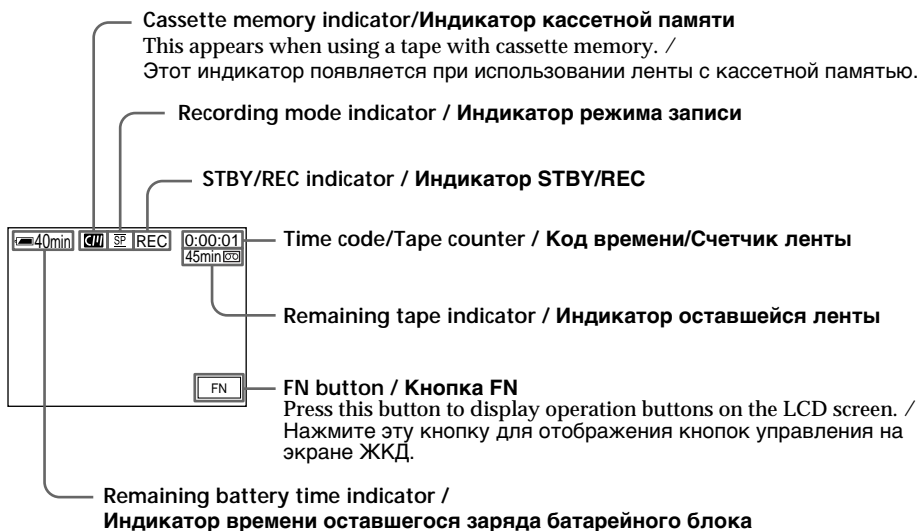 Cassette memory indicator/Индикатор кассетной памяти
This appears when using a tape with cassette memory. /
Этот индикатор появляется при использовании ленты с кассетной памятью.
Recording mode indicator / Индикатор режима записи
STBY/REC indicator / Индикатор STBY/REC
40min SP REC 0:00:01
45min
Time code/Tape counter / Код времени/Счетчик ленты
Remaining tape indicator / Индикатор оставшейся ленты
FN
FN button / Кнопка FN
Press this button to display operation buttons on the LCD screen. /
Нажмите эту кнопку для отображения кнопок управления на
экране ЖКД.
Remaining battery time indicator /
Индикатор времени оставшегося заряда батарейного блока